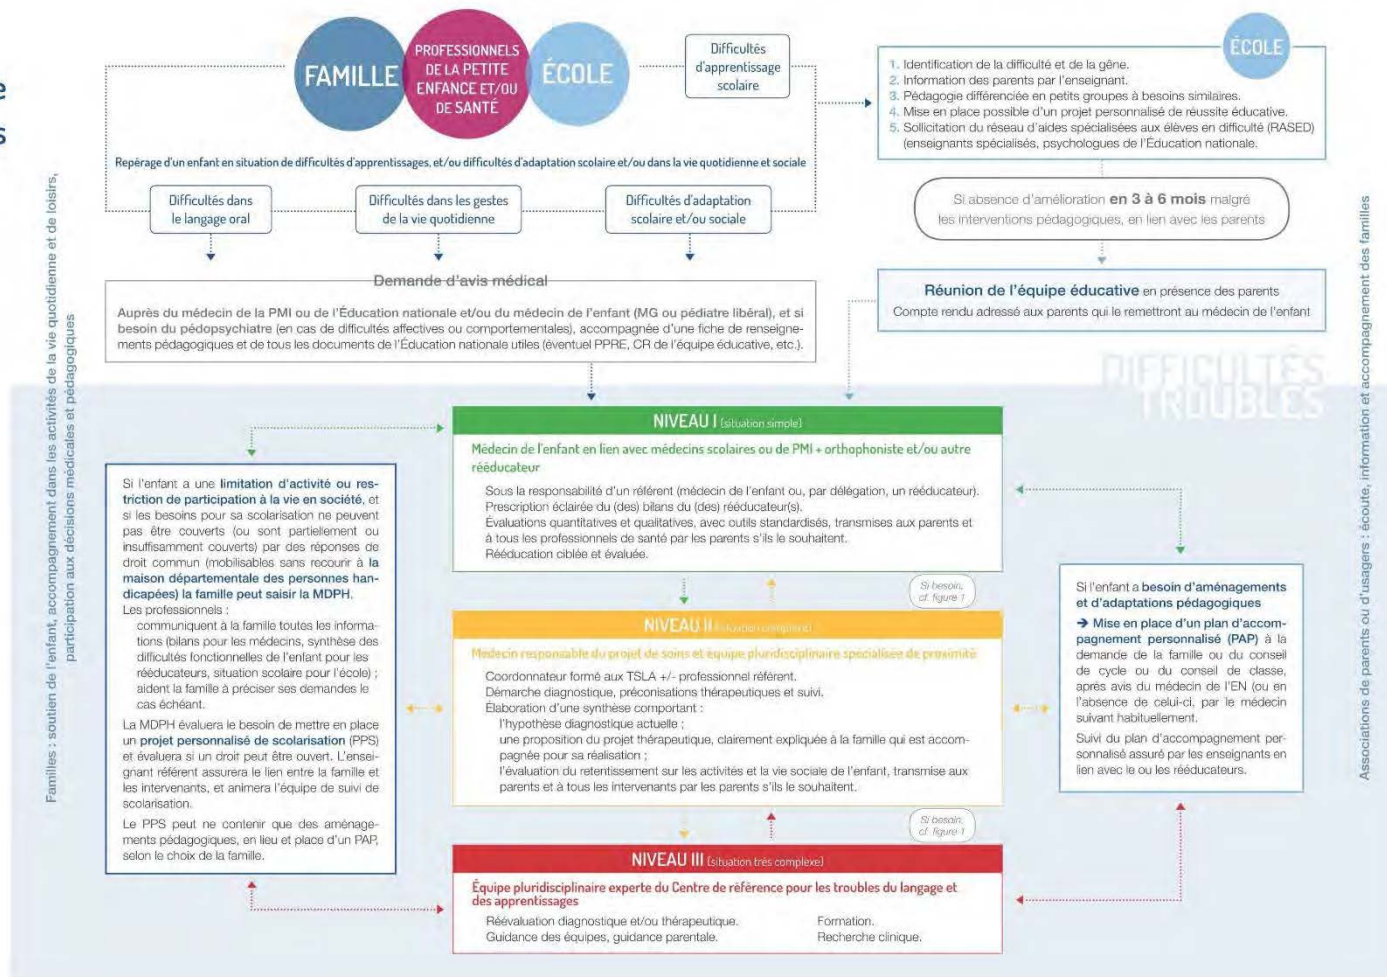 e
s
FAMILLE
PROFESSIONNELS
DE LA PETITE
ENFANCE ET/OU
DE SANTÉ
ÉCOLE
Difficultés
d'apprentissage
scolaire
Repérage d'un enfant en situation de difficultés d'apprentissages, et/ou difficultés d'adaptation scolaire et/ou dans la vie quotidienne et sociale
Difficultés dans
le langage oral
Difficultés dans les gestes
de la vie quotidienne
Difficultés d'adaptation
scolaire et/ou sociale
ÉCOLE
1. Identification de la difficulté et de la gêne.
2. Information des parents par l'enseignant.
3. Pédagogie différenciée en petits groupes à besoins similaires.
4. Mise en place possible d'un projet personnalisé de réussite éducative.
5. Sollicitation du réseau d'aides spécialisées aux élèves en difficulté (RASED)
(enseignants spécialisés, psychologues de l'Éducation nationale.
Si absence d'amélioration en 3 à 6 mois malgré
les interventions pédagogiques, en lien avec les parents
Réunion de l'équipe éducative en présence des parents
Compte rendu adressé aux parents qui le remettront au médecin de l'enfant
Demande d'avis médical
Auprès du médecin de la PMI ou de l'Éducation nationale et/ou du médecin de l'enfant (MG ou pédiatre libéral), et si
besoin du pédopsychiatre (en cas de difficultés affectives ou comportementales), accompagnée d'une fiche de renseigne-
ments pédagogiques et de tous les documents de l'Éducation nationale utiles (éventuel PPRE, CR de l'équipe éducative, etc.).
DIFFICULTÉS
TROUBLES
Familles : soutien de l'enfant, accompagnement dans les activités de la vie quotidienne et de loisirs,
participation aux décisions médicales et pédagogiques
Associations de parents ou d'usagers : écoute, information et accompagnement des familles
NIVEAU I (situation simple)
Médecin de l'enfant en lien avec médecins scolaires ou de PMI + orthophoniste et/ou autre
rééducateur
Sous la responsabilité d'un référent (médecin de l'enfant ou, par délégation, un rééducateur).
Prescription éclairée du (des) bilans du (des) rééducateur(s).
Évaluations quantitatives et qualitatives, avec outils standardisés, transmises aux parents et
à tous les professionnels de santé par les parents s'ils le souhaitent.
Rééducation ciblée et évaluée.
Si besoin,
cf. figure 1
NIVEAU II (situation complexe)
Médecin responsable du projet de soins et équipe pluridisciplinaire spécialisée de proximité
Coordonnateur formé aux TSLA +/- professionnel référent.
Démarche diagnostique, préconisations thérapeutiques et suivi.
Élaboration d'une synthèse comportant :
l'hypothèse diagnostique actuelle ;
une proposition du projet thérapeutique, clairement expliquée à la famille qui est accom-
pagnée pour sa réalisation ;
l'évaluation du retentissement sur les activités et la vie sociale de l'enfant, transmise aux
parents et à tous les intervenants par les parents s'ils le souhaitent.
Si besoin,
cf. figure 1
NIVEAU III (situation très complexe)
Équipe pluridisciplinaire experte du Centre de référence pour les troubles du langage et
des apprentissages
Réévaluation diagnostique et/ou thérapeutique.
Guidance des équipes, guidance parentale.
Formation.
Recherche clinique.
Si l'enfant a une limitation d'activité ou res-
triction de participation à la vie en société, et
si les besoins pour sa scolarisation ne peuvent
pas être couverts (ou sont partiellement ou
insuffisamment couverts) par des réponses de
droit commun (mobilisables sans recourir à la
maison départementale des personnes han-
dicapées) la famille peut saisir la MDPH.
Les professionnels :
communiquent à la famille toutes les informa-
tions (bilans pour les médecins, synthèse des
difficultés fonctionnelles de l'enfant pour les
rééducateurs, situation scolaire pour l'école) ;
aident la famille à préciser ses demandes le
cas échéant.
La MDPH évaluera le besoin de mettre en place
un projet personnalisé de scolarisation (PPS)
et évaluera si un droit peut être ouvert. L'ensei-
gnant référent assurera le lien entre la famille et
les intervenants, et animera l'équipe de suivi de
scolarisation.
Le PPS peut ne contenir que des aménage-
ments pédagogiques, en lieu et place d'un PAP,
selon le choix de la famille.
Si l'enfant a besoin d'aménagements
et d'adaptations pédagogiques
➔ Mise en place d'un plan d'accom-
pagnement personnalisé (PAP) à la
demande de la famille ou du conseil
de cycle ou du conseil de classe,
après avis du médecin de l'EN (ou en
l'absence de celui-ci, par le médecin
suivant habituellement.
Suivi du plan d'accompagnement per-
sonnalisé assuré par les enseignants en
lien avec le ou les rééducateurs.